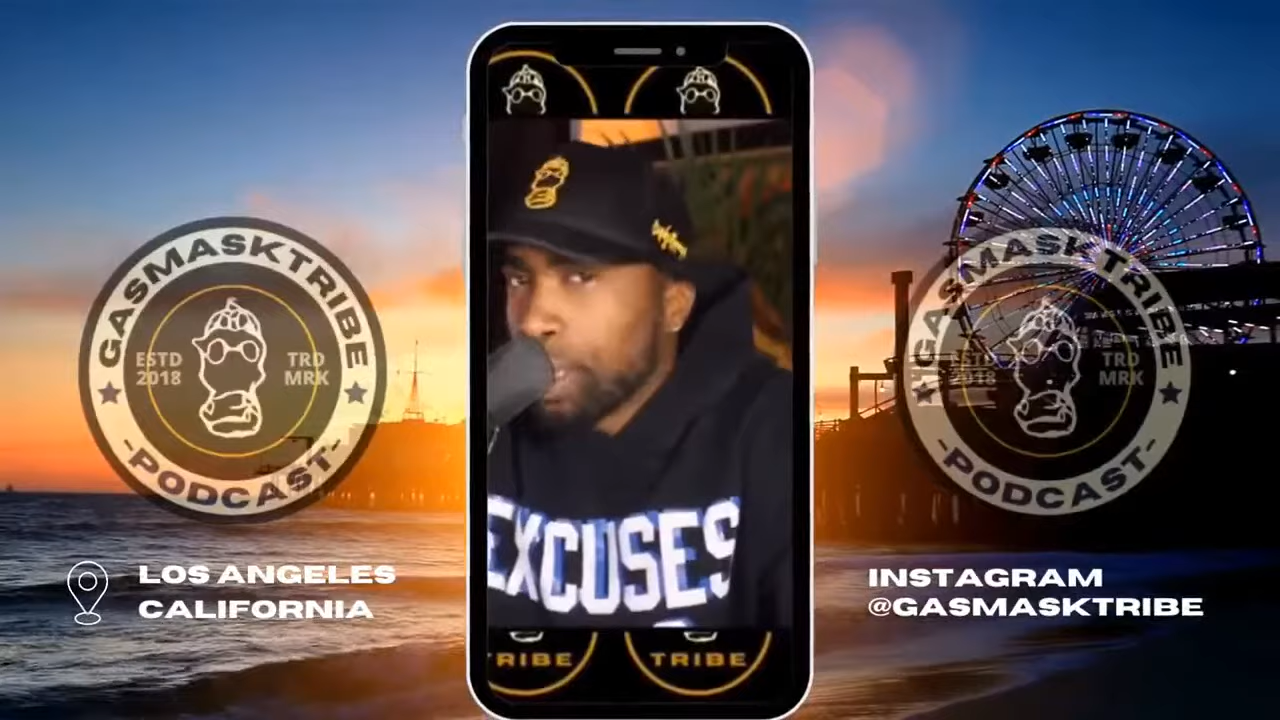 GASMASKTRIBE
ESTD
2018
TRD
MRK
-PODCAST-
LOS ANGELES
CALIFORNIA
EXCUSES
TRIBE
TRIBE
GASMASKTRIBE
ESTD
2018
TRD
MRK
-PODCAST-
INSTAGRAM
@GASMASKTRIBE